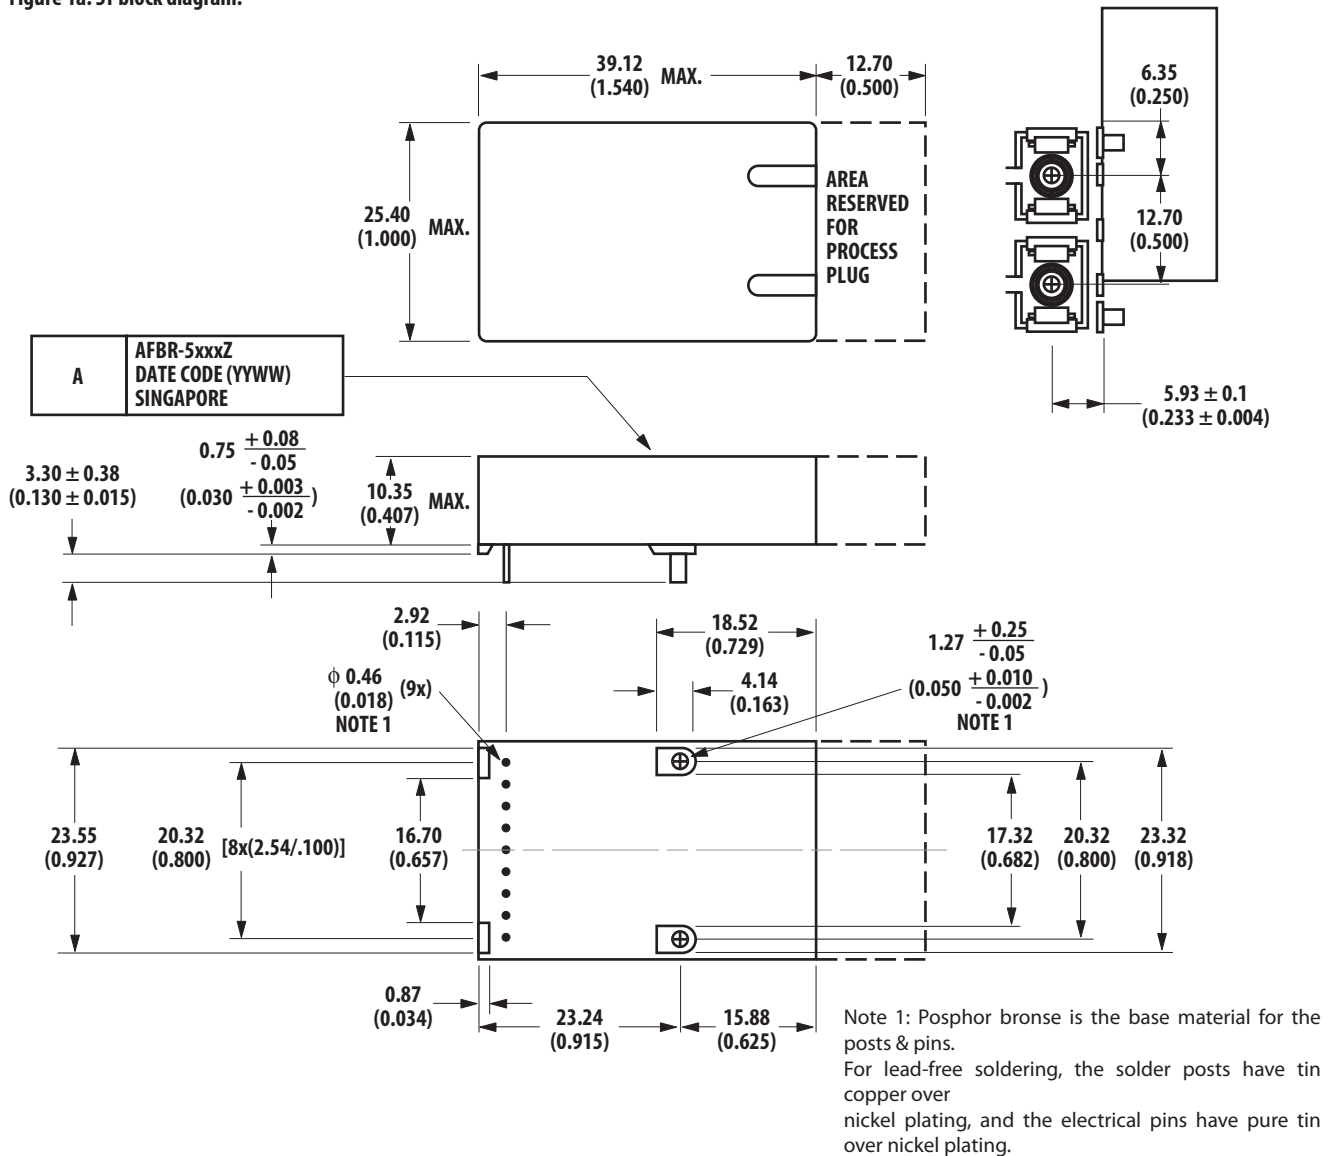 Figure 1a. ST block diagram.
39.12
(1.540)
MAX.
12.70
(0.500)
6.35
(0.250)
25.40
(1.000)
MAX.
AREA
RESERVED
FOR
PROCESS
PLUG
12.70
(0.500)
A
AFBR-5xxxZ
DATE CODE (YYWW)
SINGAPORE
5.93 ± 0.1
(0.233 ± 0.004)
3.30 ± 0.38
(0.130 ± 0.015)
0.75 + 0.08
- 0.05
(0.030 + 0.003
- 0.002)
10.35
(0.407)
MAX.
2.92
(0.115)
18.52
(0.729)
1.27 + 0.25
- 0.05
(0.050 + 0.010
- 0.002)
NOTE 1
ϕ 0.46
(0.018)
(9x)
NOTE 1
4.14
(0.163)
23.55
(0.927)
20.32
(0.800)
[8x(2.54/.100)]
16.70
(0.657)
17.32
(0.682)
20.32
(0.800)
23.32
(0.918)
0.87
(0.034)
23.24
(0.915)
15.88
(0.625)
Note 1: Posphor bronse is the base material for the
posts & pins.
For lead-free soldering, the solder posts have tin
copper over
nickel plating, and the electrical pins have pure tin
over nickel plating.